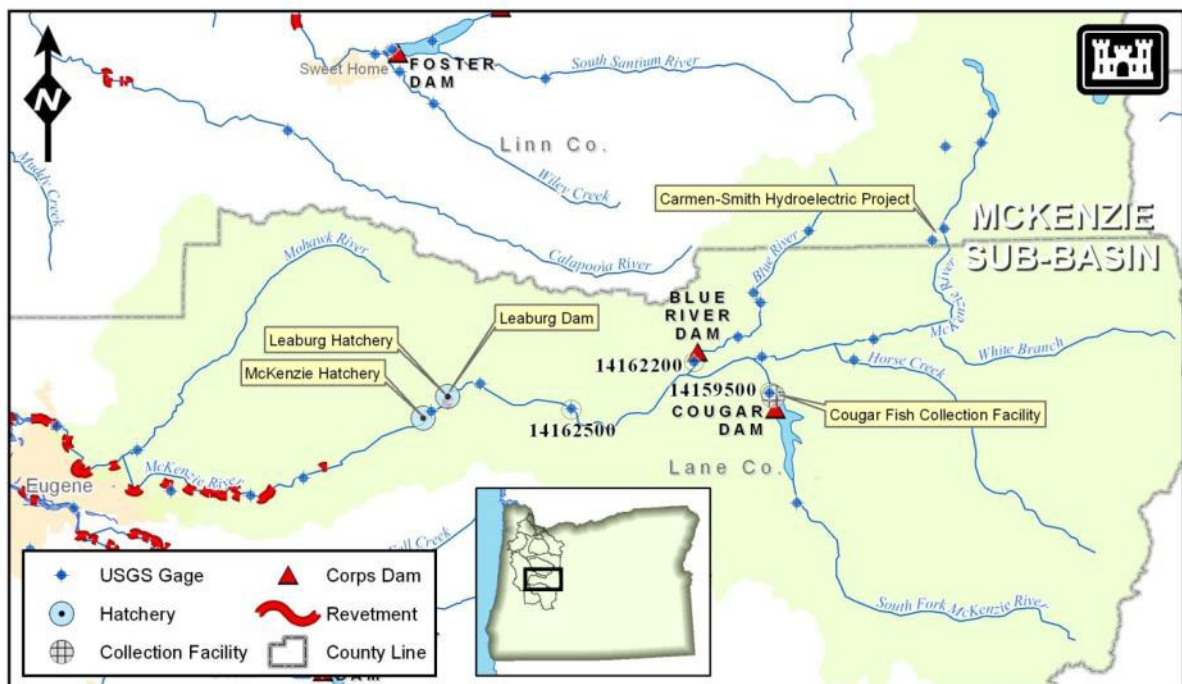 N
Sweet Home
FOSTER
DAM
South Santium River
Linn Co.
Wiley Creek
Muddy Creek
Calapooia River
Mohawk River
Carmen-Smith Hydroelectric Project
MCKENZIE
SUB-BASIN
Blue River
BLUE
RIVER
DAM
McKenzie River
White Branch
Horse Creek
Leaburg Dam
Leaburg Hatchery
McKenzie Hatchery
14162200
14159500
14162500
COUGAR
DAM
Cougar Fish Collection Facility
Lane Co.
McKenzie River
Eugene
South Fork McKenzie River
Creek
USGS Gage
Corps Dam
Hatchery
Revetment
Collection Facility
County Line
DAM